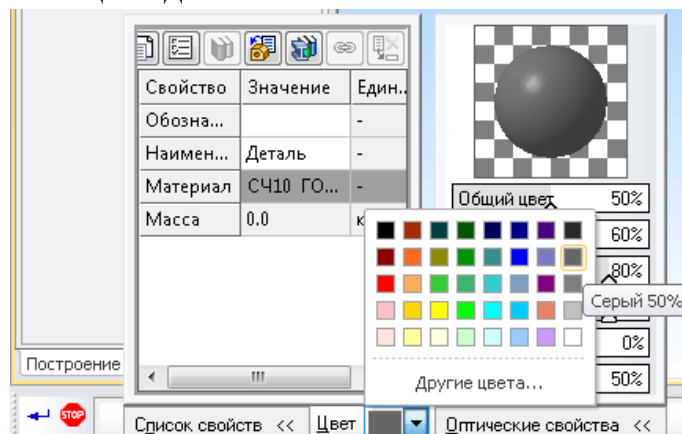 Свойство Значение Един..
Обозна... -
Наимен... Деталь -
Материал СЧ10 ГО... -
Масса 0.0 к
Общий цвет 50%
60%
80%
Серый 50%
0%
50%
Другие цвета...
Построение
STOP
Список свойств << Цвет Оптические свойства <<